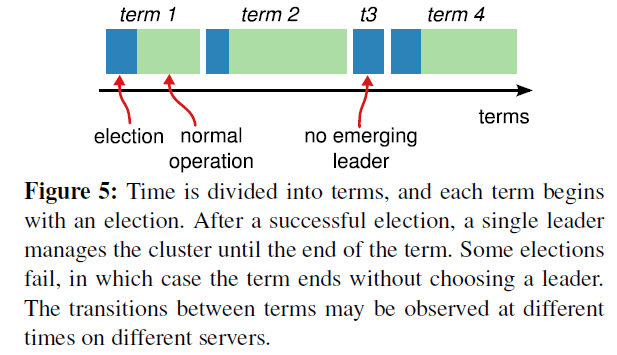 term 1 term 2 t3 term 4
terms
election normal operation no emerging leader
Figure 5: Time is divided into terms, and each term begins
with an election. After a successful election, a single leader
manages the cluster until the end of the term. Some elections
fail, in which case the term ends without choosing a leader.
The transitions between terms may be observed at different
times on different servers.